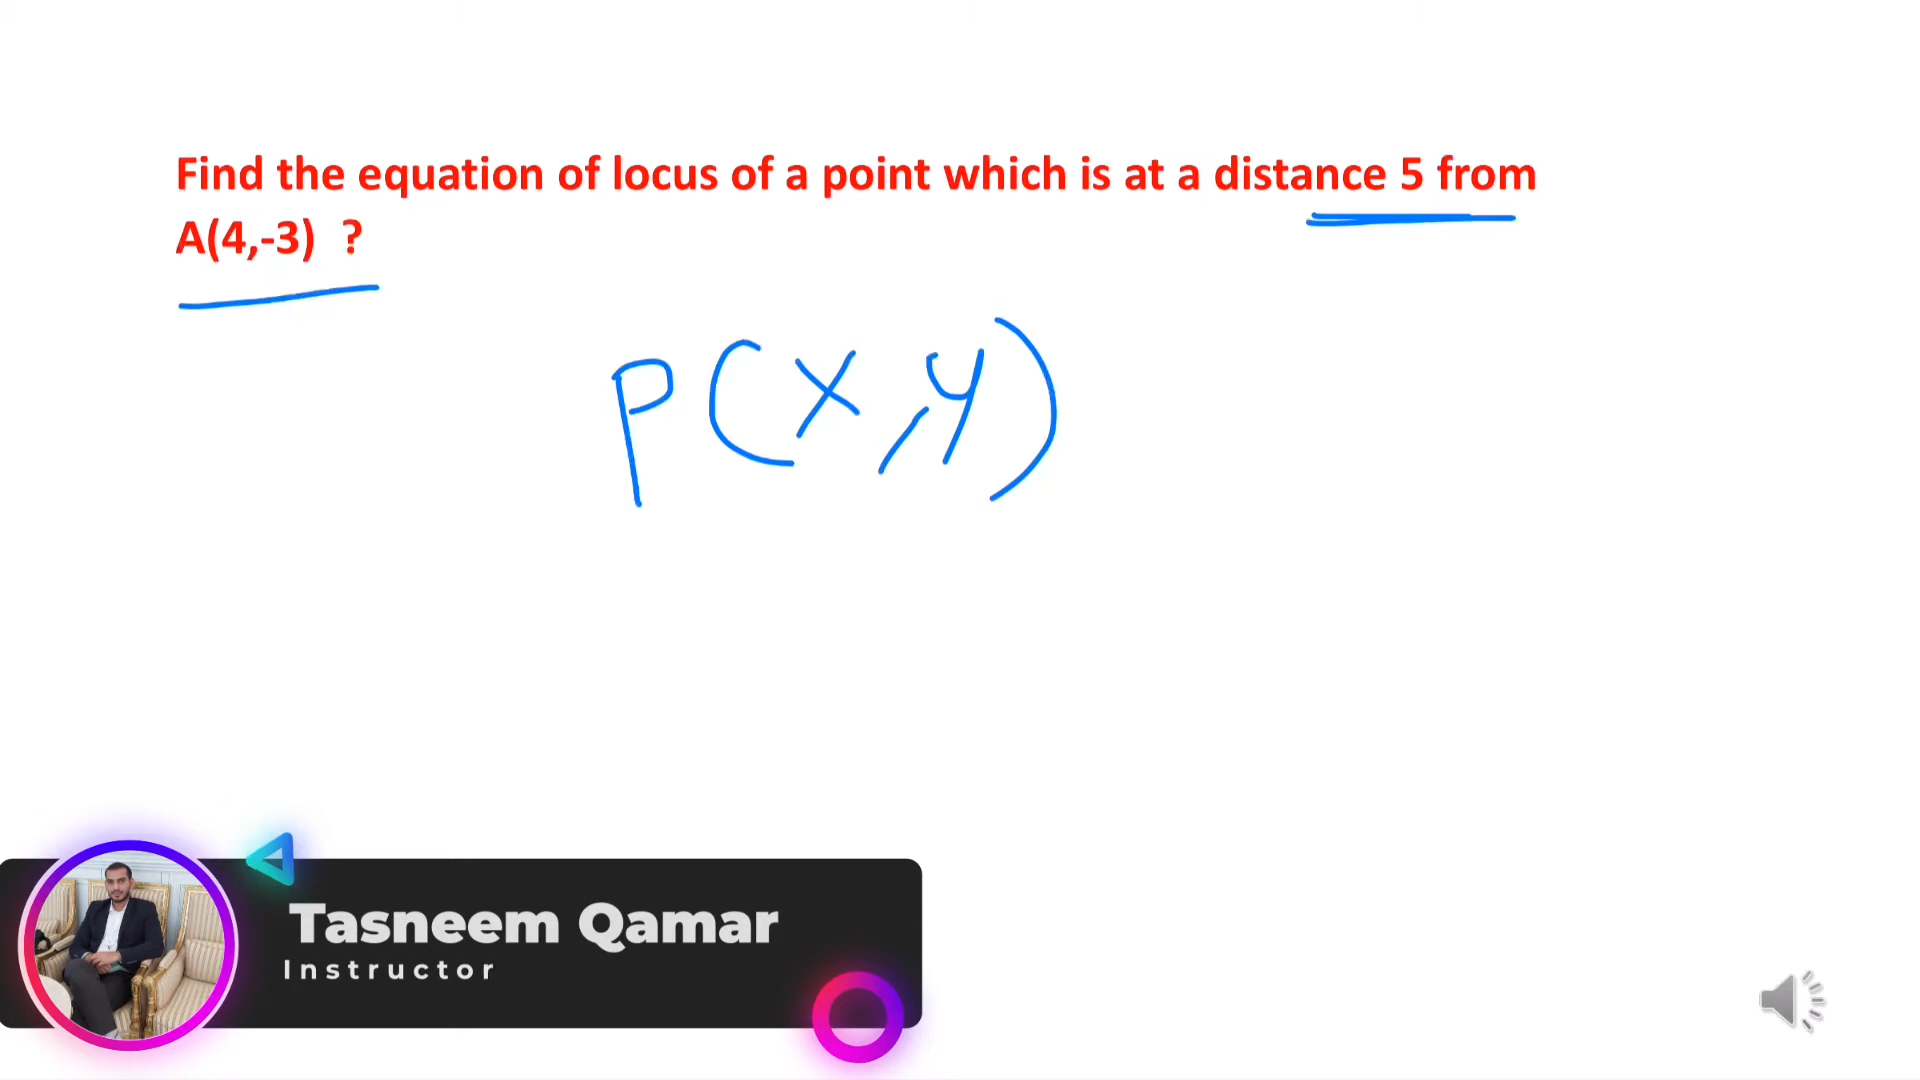 Find the equation of locus of a point which is at a distance 5 from
A(4,-3) ?
P(x,y)
Tasneem Qamar
Instructor